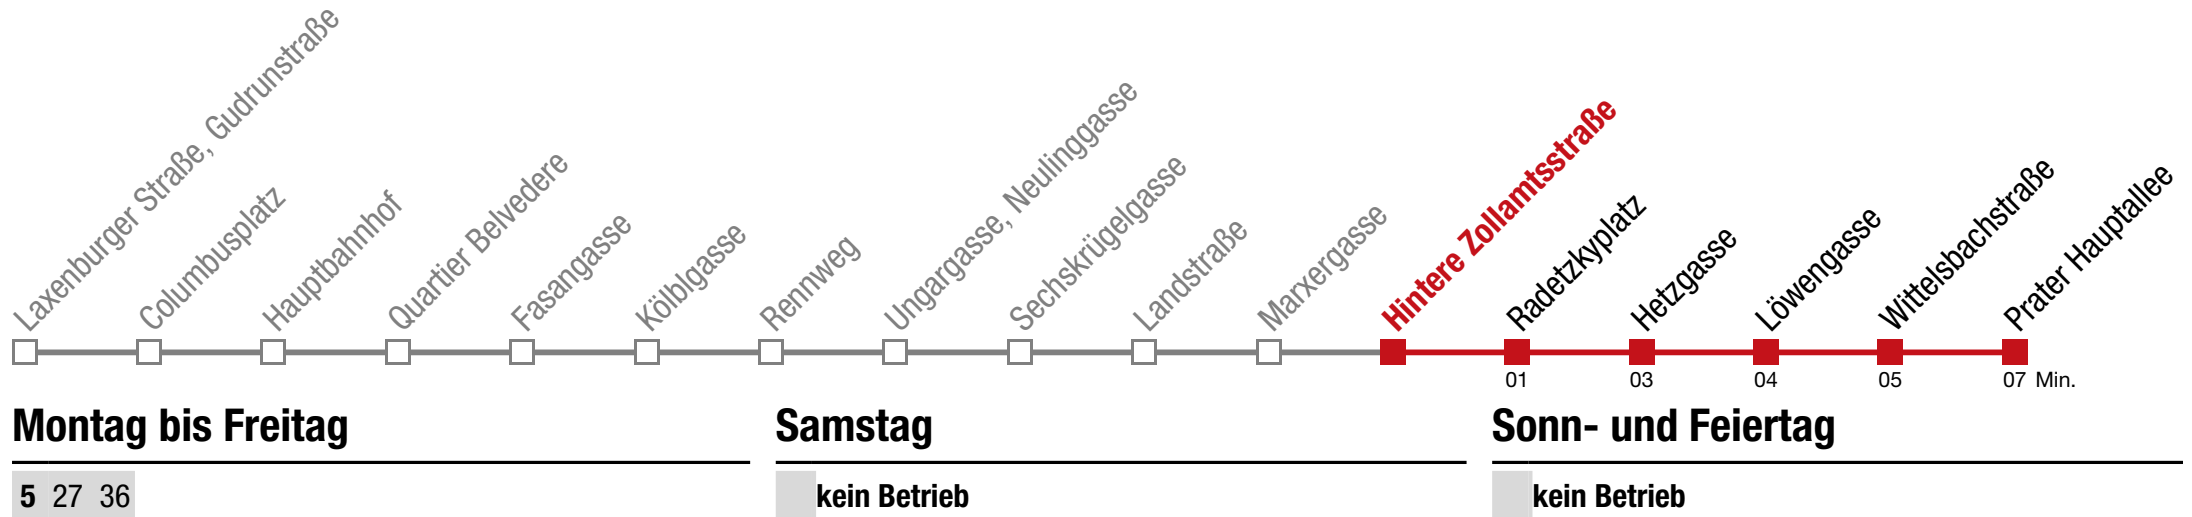 Laxenburger Straße, Gudrunstraße
Columbusplatz
Hauptbahnhof
Quartier Belvedere
Fasangasse
Kölblgasse
Rennweg
Ungargasse, Neulinggasse
Sechskrügelgasse
Landstraße
Marxergasse
Hintere Zollamtsstraße
Radetzkyplatz
Hetzgasse
Löwengasse
Wittelsbachstraße
Prater Hauptallee
01 03 04 05 07 Min.
Montag bis Freitag
5 27 36
Samstag
kein Betrieb
Sonn- und Feiertag
kein Betrieb